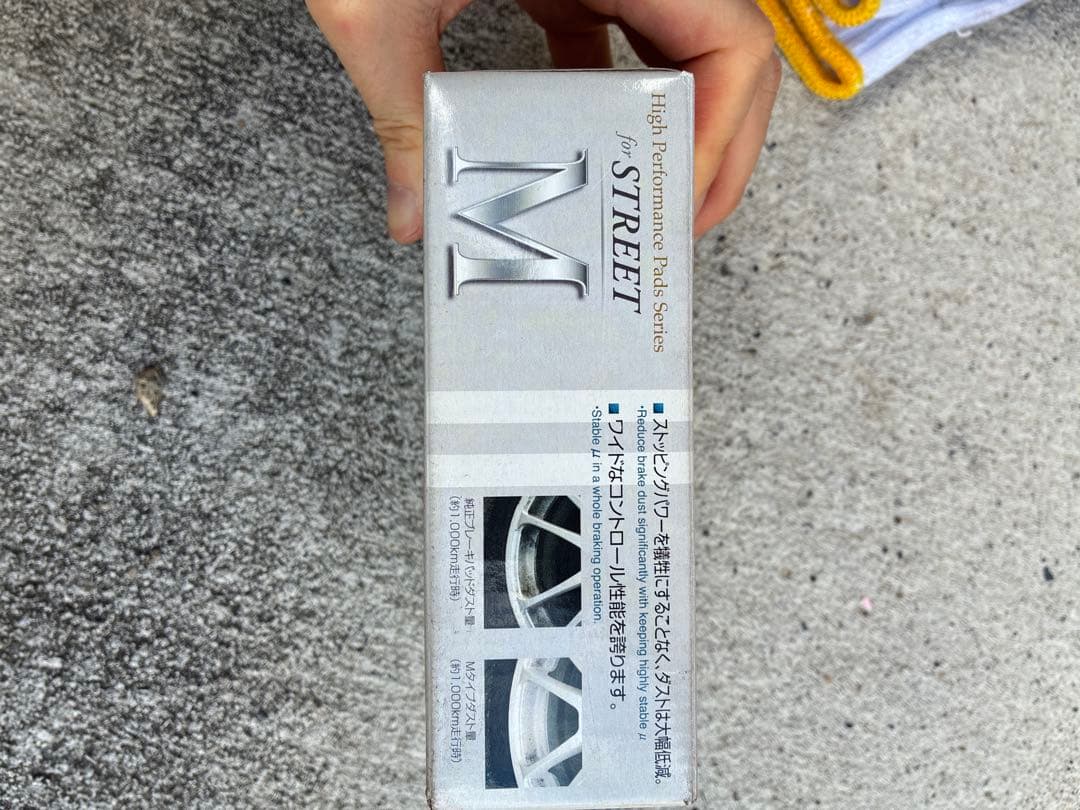 High Performance Pads Series
for STREET
M
■ ストッピングパワーを犠牲にすることなく、ダストは大幅低減。
・Reduce brake dust significantly with keeping highly stable μ
■ ワイドなコントロール性能を誇ります。
・Stable μ in a whole braking operation.
純正ブレーキパッドダスト量
(約1.000km走行時)
Mタイプダスト量
(約1.000km走行時)